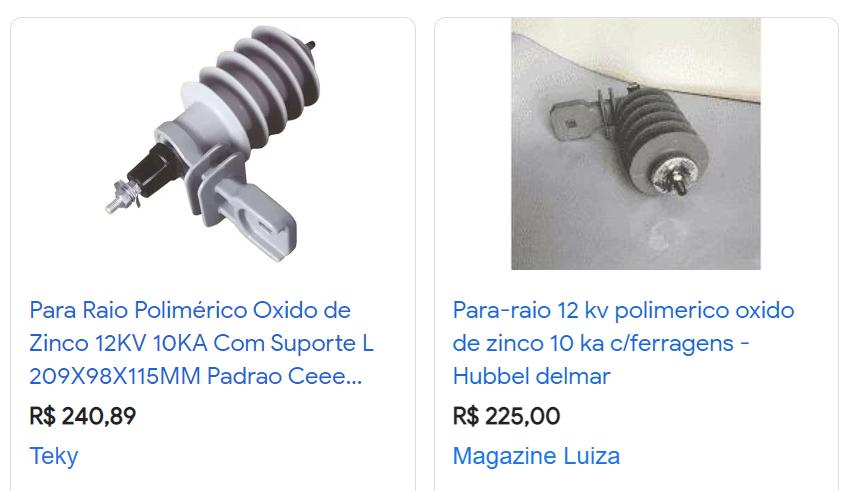 Para Raio Polimérico Oxido de
Zinco 12KV 10KA Com Suporte L
209X98X115MM Padrao Ceee...
R$ 240,89
Teky
Para-raio 12 kv polimerico oxido
de zinco 10 ka c/ferragens -
Hubbel delmar
R$ 225,00
Magazine Luiza